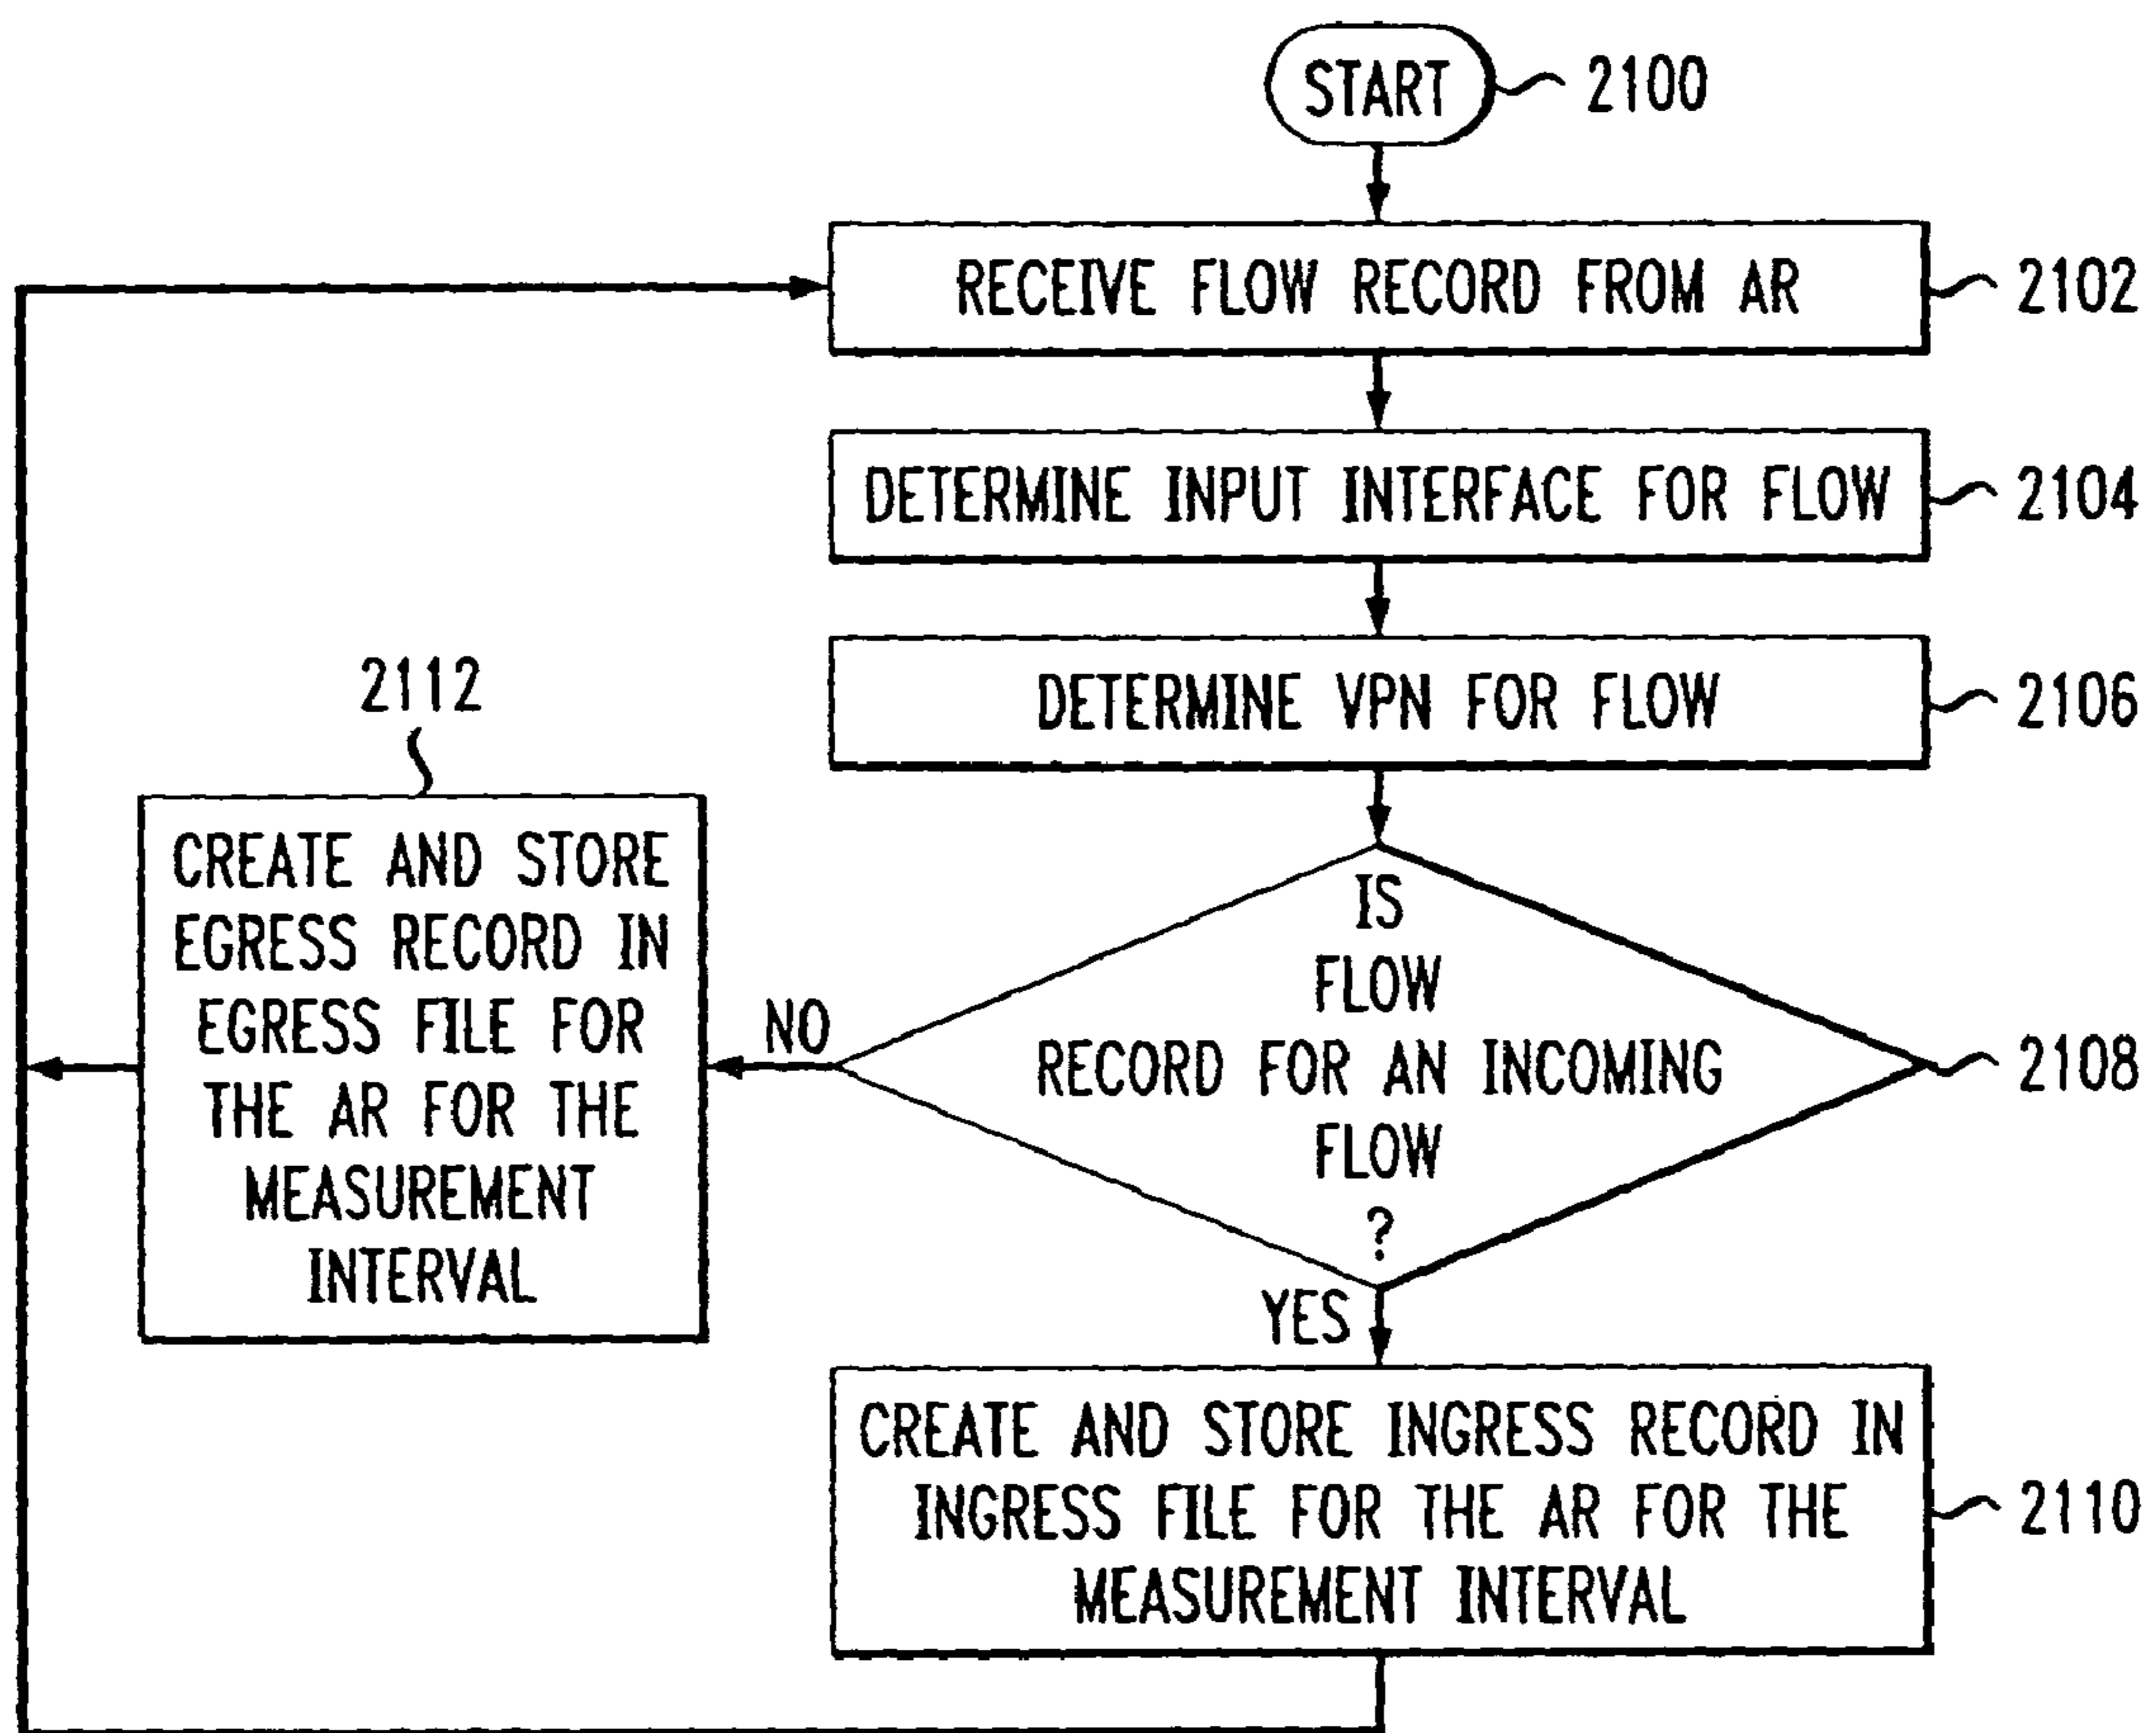 START
2100
RECEIVE FLOW RECORD FROM AR
2102
DETERMINE INPUT INTERFACE FOR FLOW
2104
DETERMINE VPN FOR FLOW
2106
2112
CREATE AND STORE
EGRESS RECORD IN
EGRESS FILE FOR
THE AR FOR THE
MEASUREMENT
INTERVAL
NO
IS
FLOW
RECORD FOR AN INCOMING
FLOW
?
2108
YES
CREATE AND STORE INGRESS RECORD IN
INGRESS FILE FOR THE AR FOR THE
MEASUREMENT INTERVAL
2110